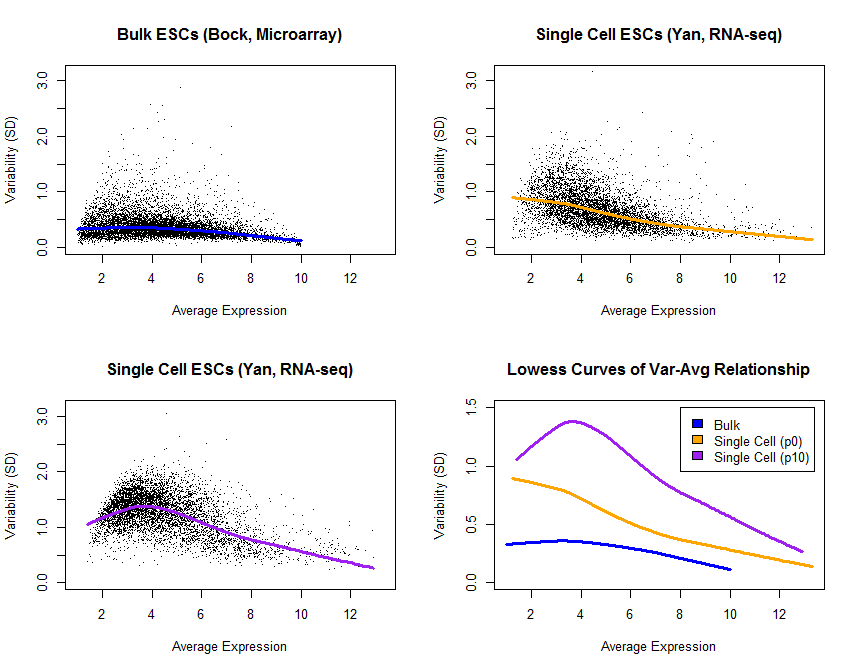 Bulk ESCs (Bock, Microarray)
Variability (SD)
0.0 1.0 2.0 3.0
2 4 6 8 10 12
Average Expression
Single Cell ESCs (Yan, RNA-seq)
Variability (SD)
0.0 1.0 2.0 3.0
2 4 6 8 10 12
Average Expression
Single Cell ESCs (Yan, RNA-seq)
Variability (SD)
0.0 1.0 2.0 3.0
2 4 6 8 10 12
Average Expression
Lowess Curves of Var-Avg Relationship
Variability (SD)
0.0 0.5 1.0 1.5
Bulk
Single Cell (p0)
Single Cell (p10)
2 4 6 8 10 12
Average Expression